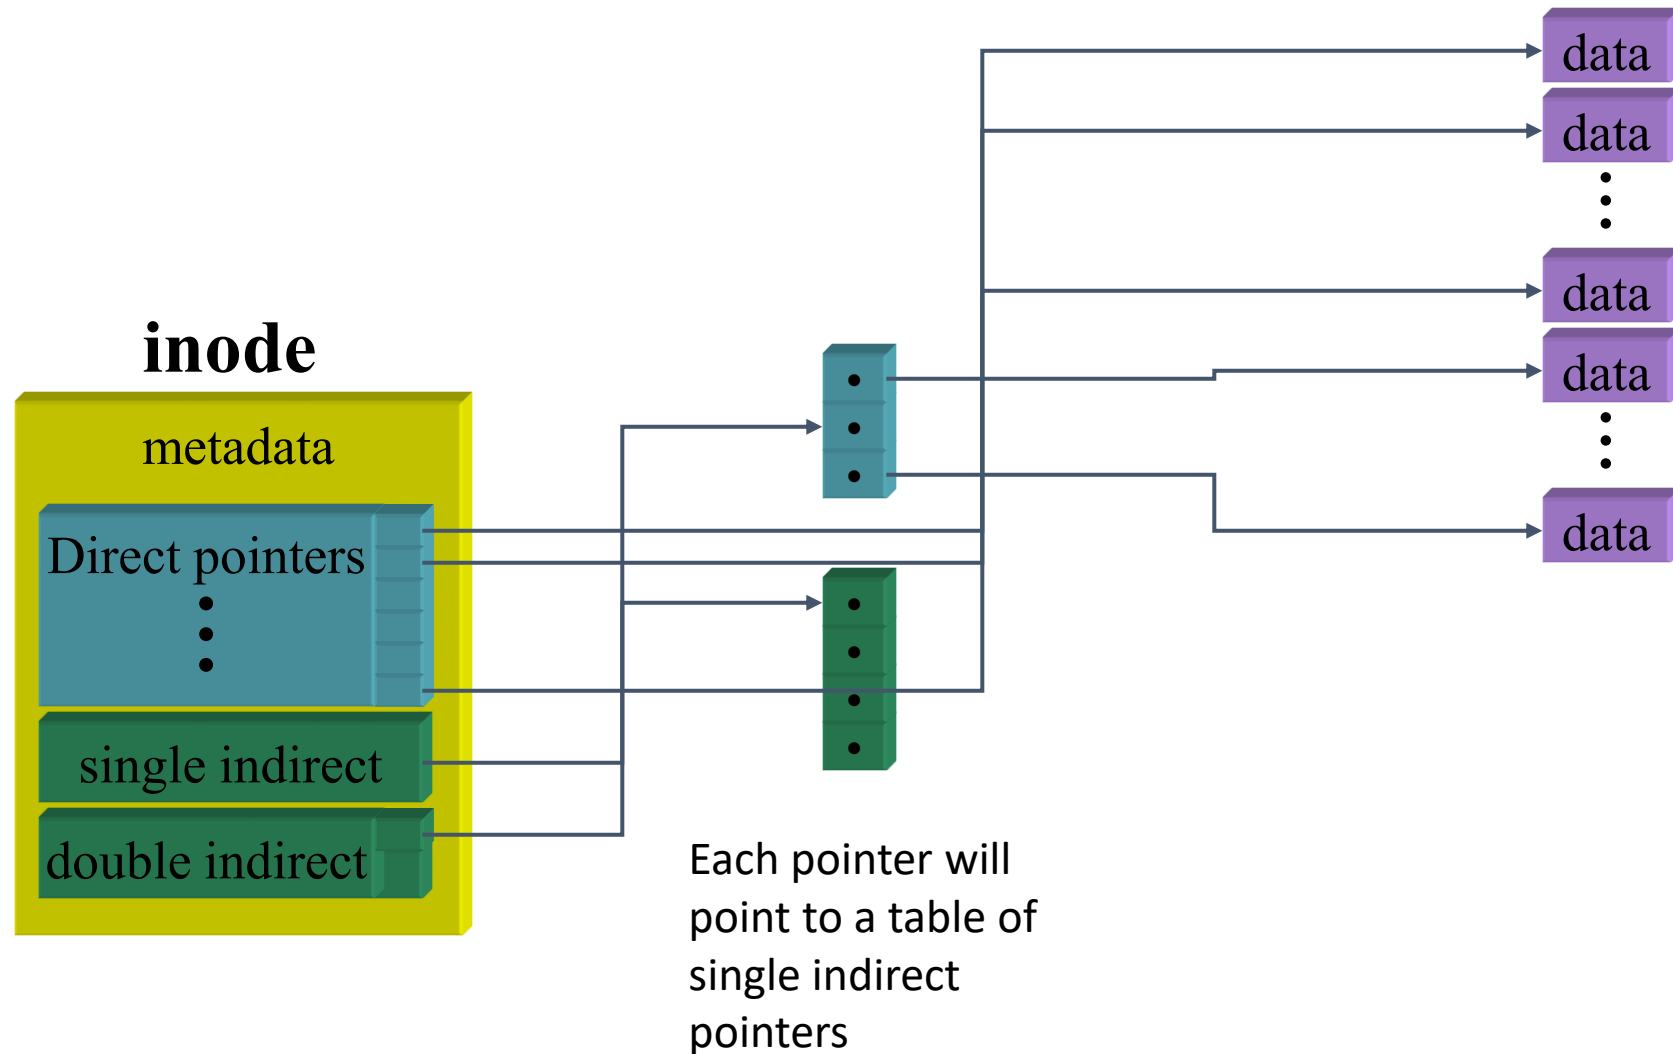 inode
metadata
Direct pointers
single indirect
double indirect
data
data
data
data
data
Each pointer will
point to a table of
single indirect
pointers